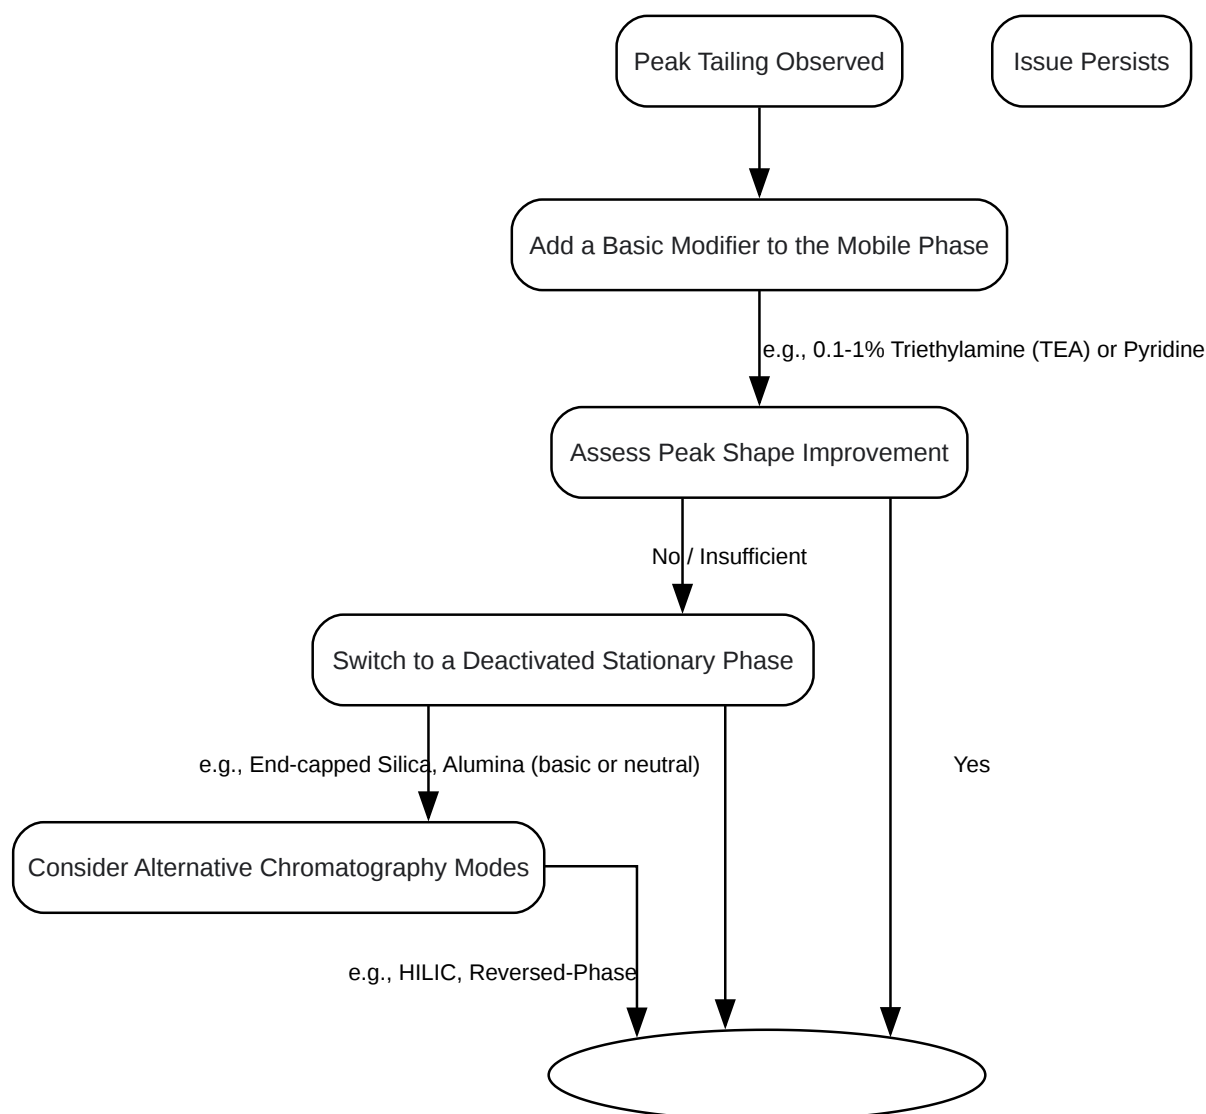 Peak Tailing Observed
Issue Persists
Add a Basic Modifier to the Mobile Phase
e.g., 0.1-1% Triethylamine (TEA) or Pyridine
Assess Peak Shape Improvement
No / Insufficient
Switch to a Deactivated Stationary Phase
e.g., End-capped Silica, Alumina (basic or neutral)
Yes
Consider Alternative Chromatography Modes
e.g., HILIC, Reversed-Phase